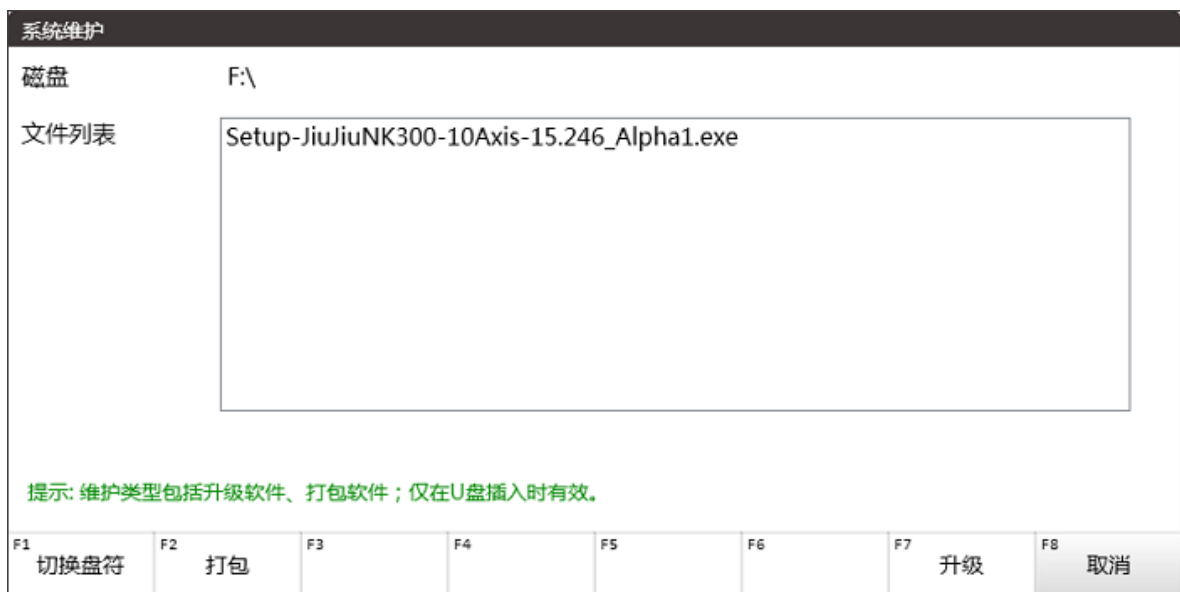 系统维护
磁盘 F:\
文件列表 Setup-JiuJiuNK300-10Axis-15.246_Alpha1.exe
提示: 维护类型包括升级软件、打包软件；仅在U盘插入时有效。
F1 切换盘符 F2 打包 F3 F4 F5 F6 F7 升级 F8 取消